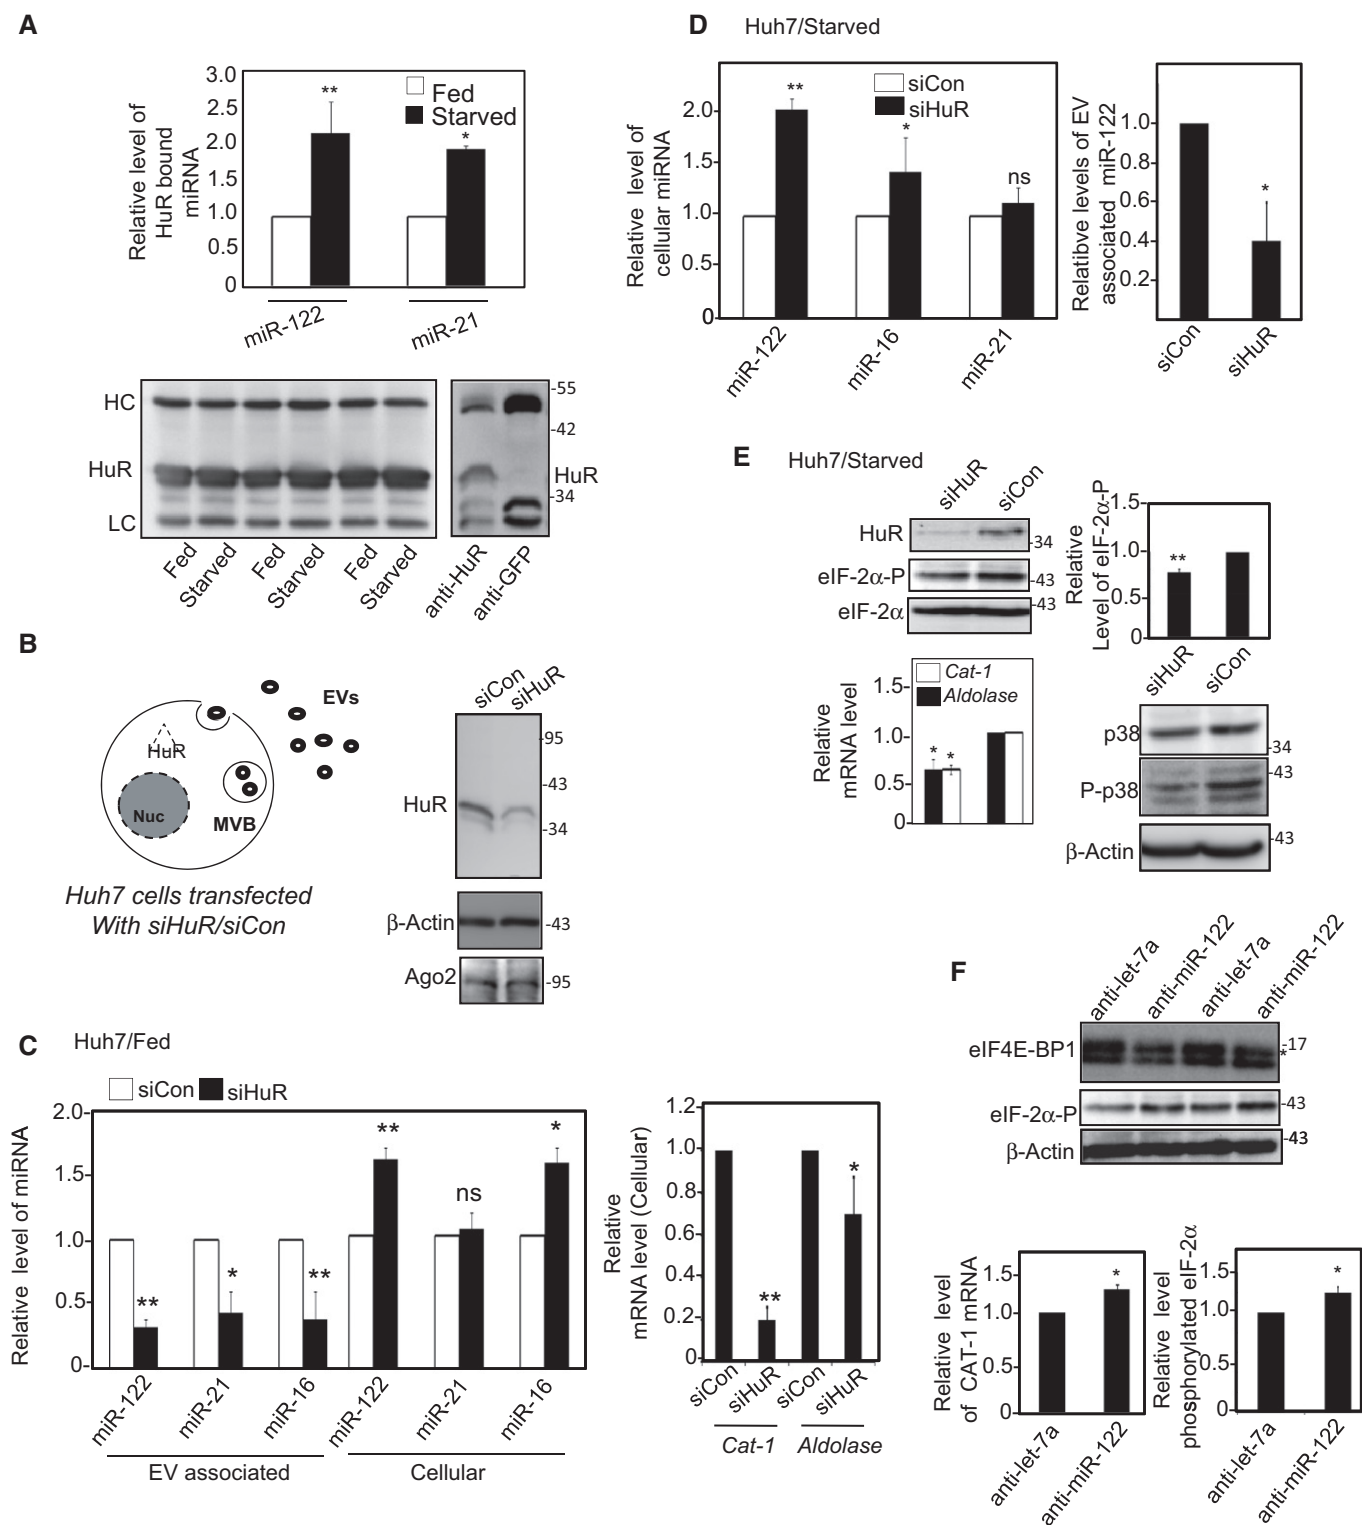 A
Relative level of
HuR bound
miRNA
3.0
2.5
2.0
1.5
1.0
0.5
0
Fed
Starved
**
*
miR-122
miR-21
HC
HuR
LC
-55
-42
HuR
-34
Fed
Starved
Fed
Starved
Fed
Starved
anti-HuR
anti-GFP
B
EVs
HuR
Nuc
MVB
Huh7 cells transfected
With siHuR/siCon
siCon
siHuR
HuR
-95
-43
-34
β-Actin
-43
Ago2
-95
C
Huh7/Fed
siCon
siHuR
Relative level of miRNA
2.0
1.5
1.0
0.5
0
**
*
**
**
ns
*
miR-122
miR-21
miR-16
miR-122
miR-21
miR-16
EV associated
Cellular
Relative
mRNA level (Cellular)
1.2
1.0
0.8
0.6
0.4
0.2
0
**
*
siCon
siHuR
siCon
siHuR
Cat-1
Aldolase
D
Huh7/Starved
siCon
siHuR
Relative level of
cellular miRNA
2.0
1.5
1.0
0.5
0
**
*
ns
miR-122
miR-16
miR-21
Relatibve levels of EV
associated miR-122
1.0
0.8
0.6
0.4
0.2
*
siCon
siHuR
E
Huh7/Starved
siHuR
siCon
HuR
-34
eIF-2α-P
-43
eIF-2α
-43
Relative
Level of eIF-2α-P
1.5
1.0
0.5
0
**
siHuR
siCon
Relative
mRNA level
1.5
1.0
0.5
0
Cat-1
Aldolase
*
*
p38
-34
P-p38
-43
β-Actin
-43
F
anti-let-7a
anti-miR-122
anti-let-7a
anti-miR-122
eIF4E-BP1
-17
*
eIF-2α-P
-43
β-Actin
-43
Relative level
of CAT-1 mRNA
1.5
1.0
0.5
0
*
anti-let-7a
anti-miR-122
Relative level
phosphorylated eIF-2α
1.5
1.0
0.5
0
*
anti-let-7a
anti-miR-122